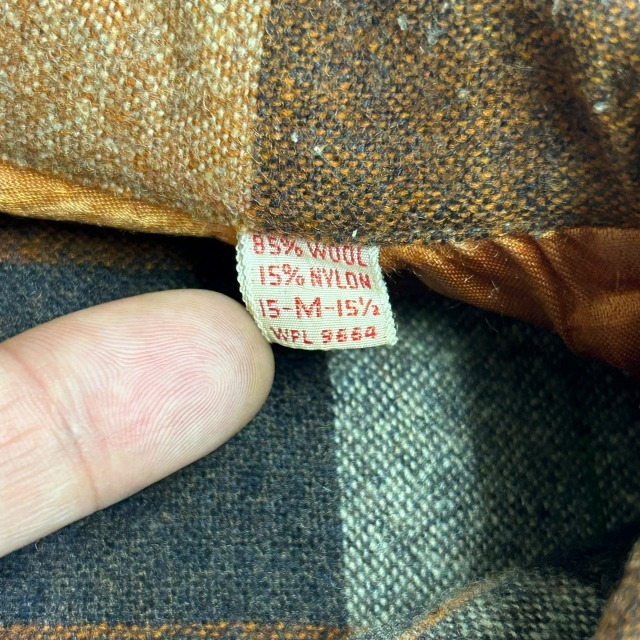 85% WOOL
15% NYLON
15-M-15½
WPL 9664